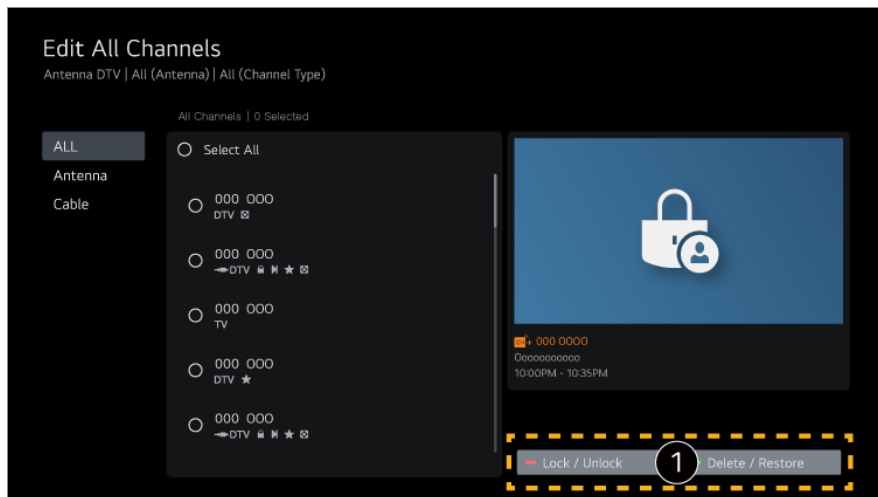 Edit All Channels
Antenna DTV | All (Antenna) | All (Channel Type)
All Channels | 0 Selected
ALL
Antenna
Cable
Select All
000 000
DTV
000 000
DTV
000 000
TV
000 000
DTV
000 000
DTV
CH+ 000 0000
Ooooooooooo
10:00PM - 10:35PM
Lock / Unlock
1
Delete / Restore